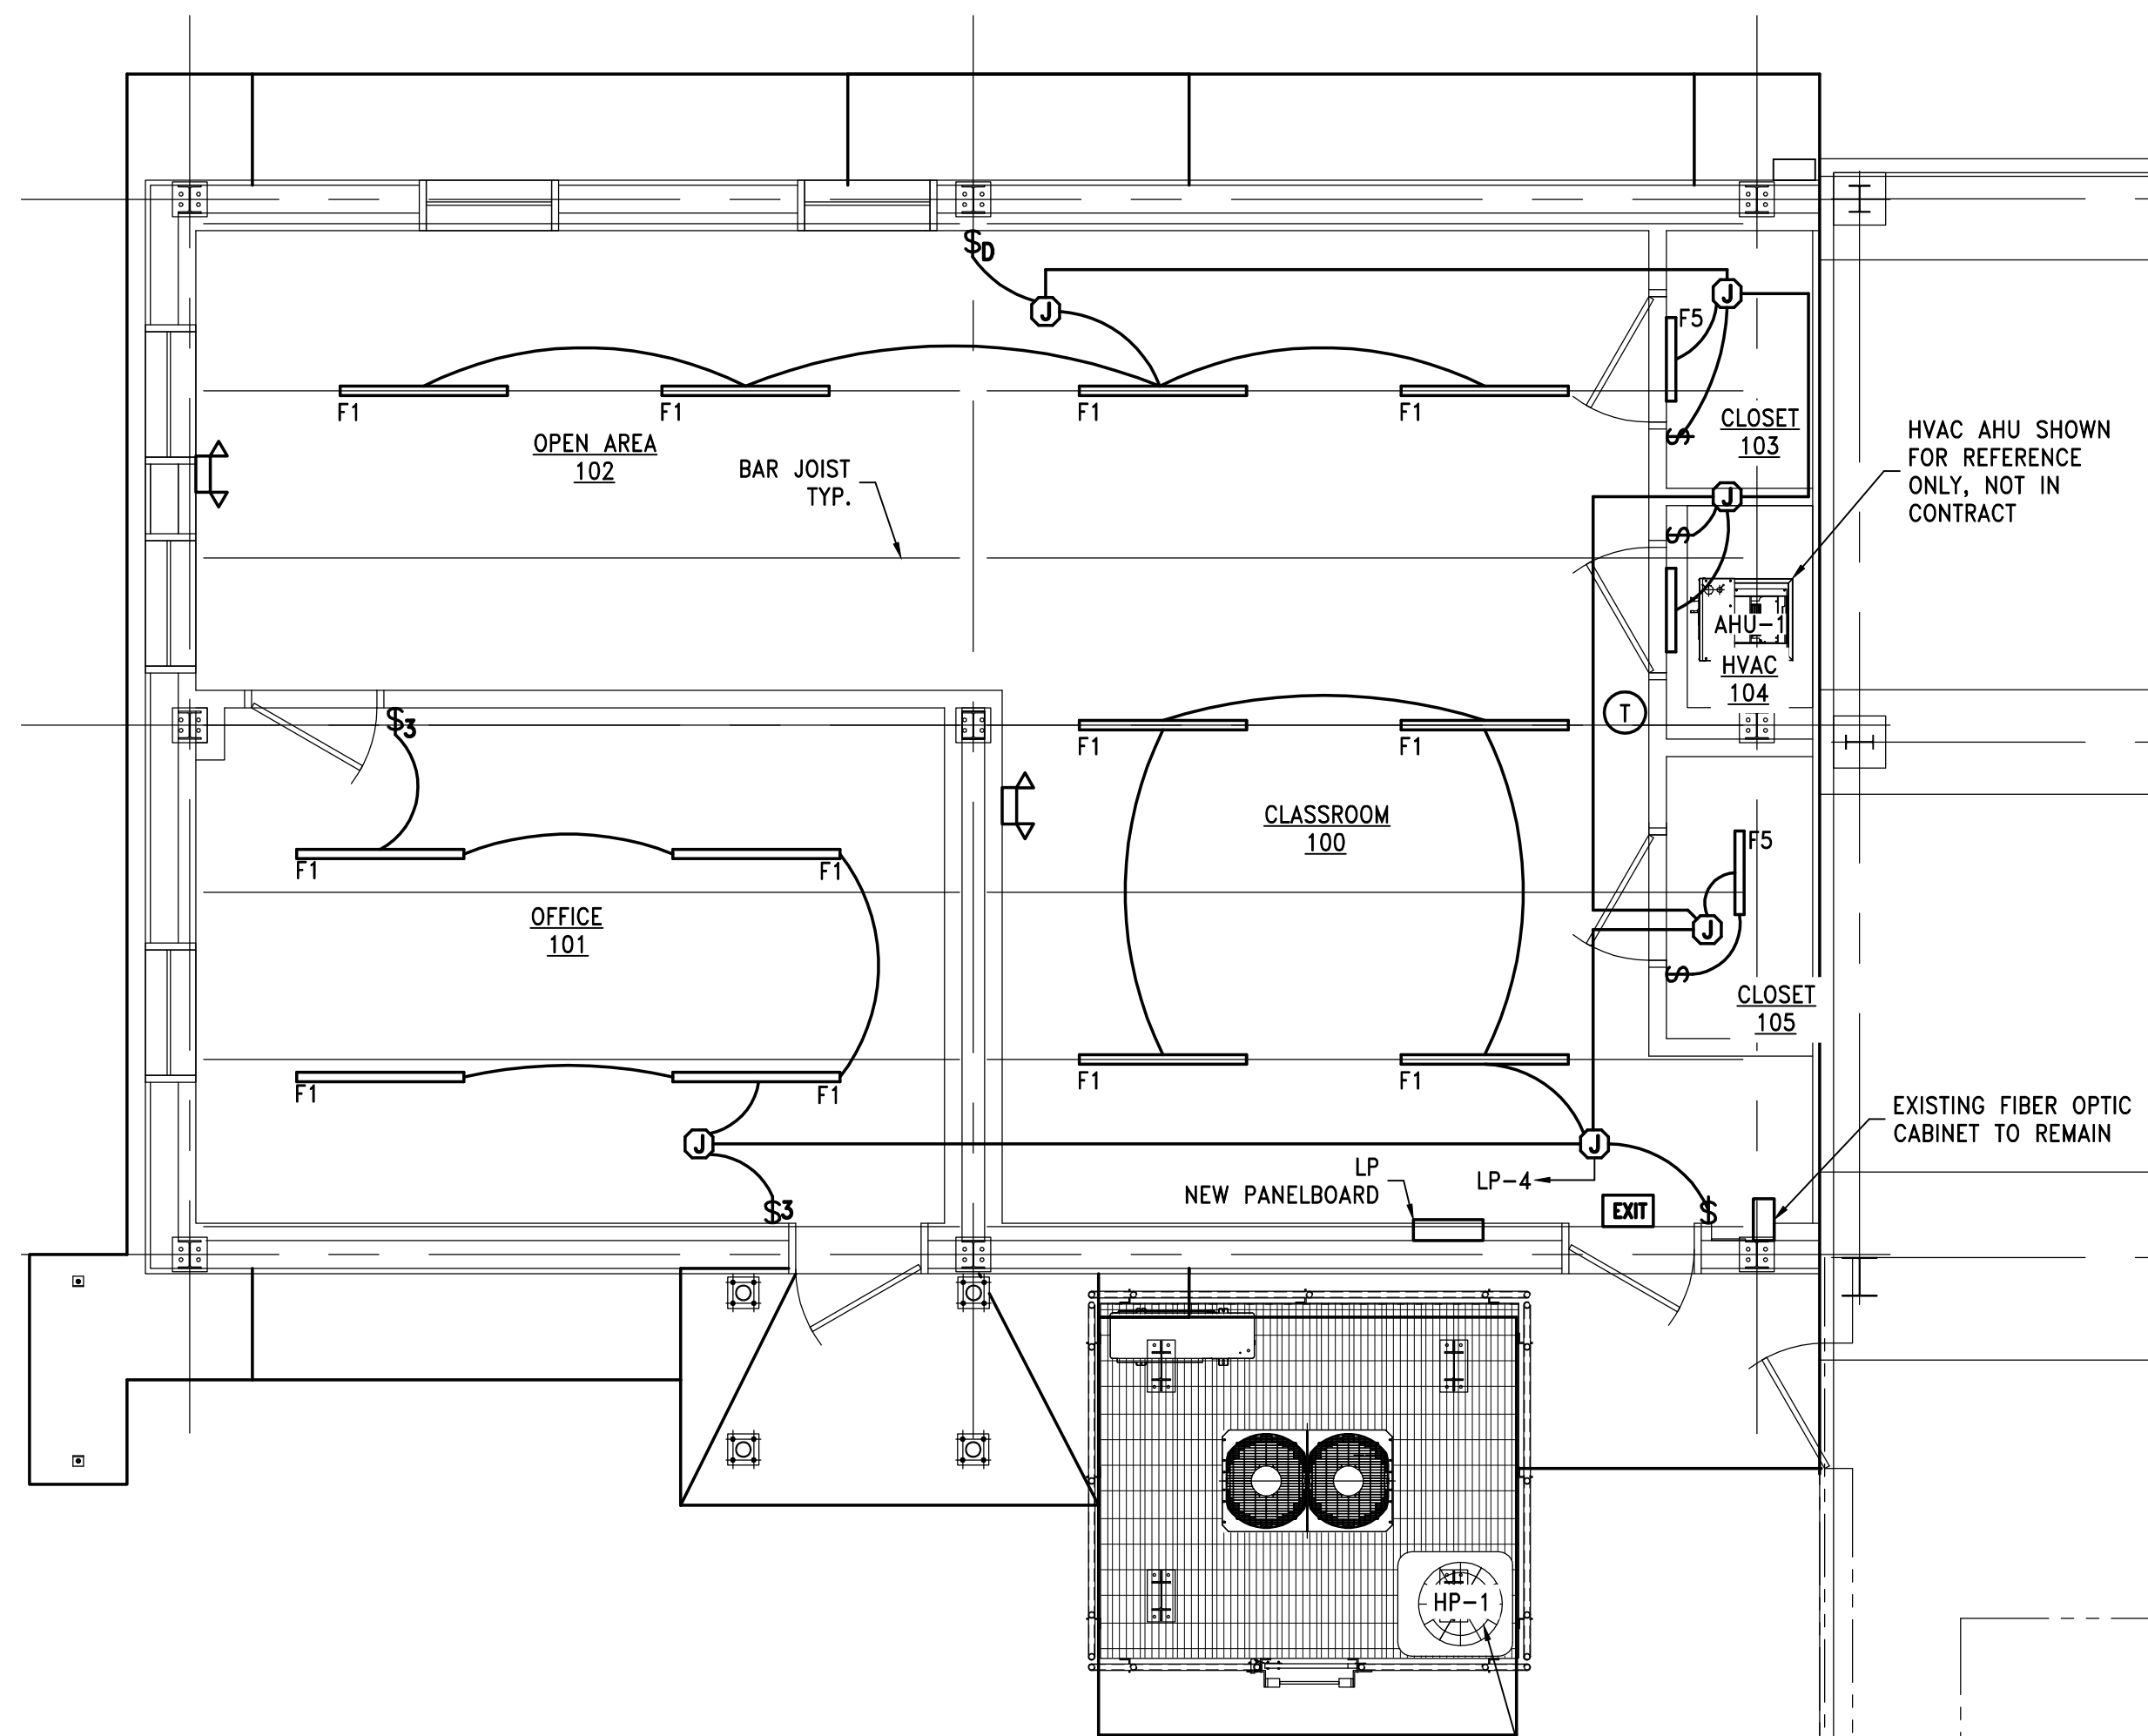 $D
J
J
F5
F1
F1
F1
F1
CLOSET
103
$
HVAC AHU SHOWN
FOR REFERENCE
ONLY, NOT IN
CONTRACT
OPEN AREA
102
BAR JOIST
TYP.
J
$
AHU-1
HVAC
104
$3
T
F1
F1
CLASSROOM
100
F5
F1
F1
OFFICE
101
J
$
CLOSET
105
F1
F1
F1
F1
EXISTING FIBER OPTIC
CABINET TO REMAIN
J
J
LP
NEW PANELBOARD
LP-4
$3
EXIT
$
HP-1